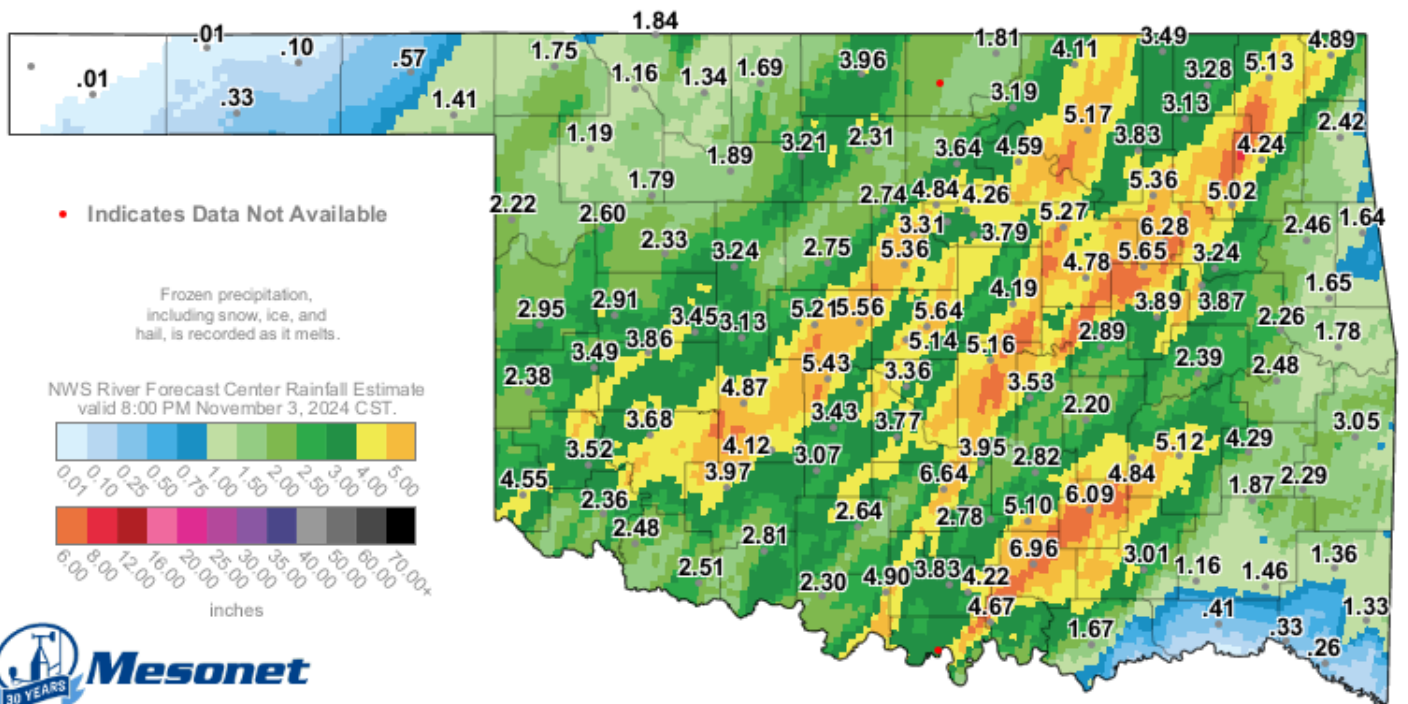 1.84
.01 .10 .57 1.75 1.16 1.34 1.69 3.96 1.81 4.11 3.49 3.28 5.13 4.89
.01 .33 1.41 3.19 5.17 3.13 2.42
1.19 1.89 3.21 2.31 3.64 4.59 3.83 4.24
1.79 2.74 4.84 4.26 5.36 5.02
2.22 2.60 3.31 5.27 6.28 2.46 1.64
Indicates Data Not Available
2.33 3.24 2.75 5.36 3.79 4.78 5.65 3.24
Frozen precipitation,
including snow, ice, and
hail, is recorded as it melts.
2.95 2.91 3.45 3.13 5.21 5.56 5.64 4.19 3.89 3.87 1.65
3.49 3.86 5.14 5.16 2.89 2.26 1.78
2.38 5.43 3.36 3.53 2.39 2.48
NWS River Forecast Center Rainfall Estimate
valid 8:00 PM November 3, 2024 CST.
4.87 3.43 3.77 2.20 3.05
3.68 4.12 3.95 5.12 4.29
3.52 3.97 3.07 2.82
4.55 6.64 4.84 1.87 2.29
0.01 0.10 0.25 0.50 0.75 1.00 1.50 2.00 2.50 3.00 4.00 5.00
2.36 2.48 2.81 2.64 2.78 5.10 6.09
6.00 8.00 12.00 16.00 20.00 25.00 30.00 35.00 40.00 50.00 60.00 70.00+
inches
2.51 2.30 4.90 3.83 4.22 6.96 3.01 1.16 1.46 1.36
4.67 1.67 .41 .33 .26 1.33
30 YEARS
Mesonet